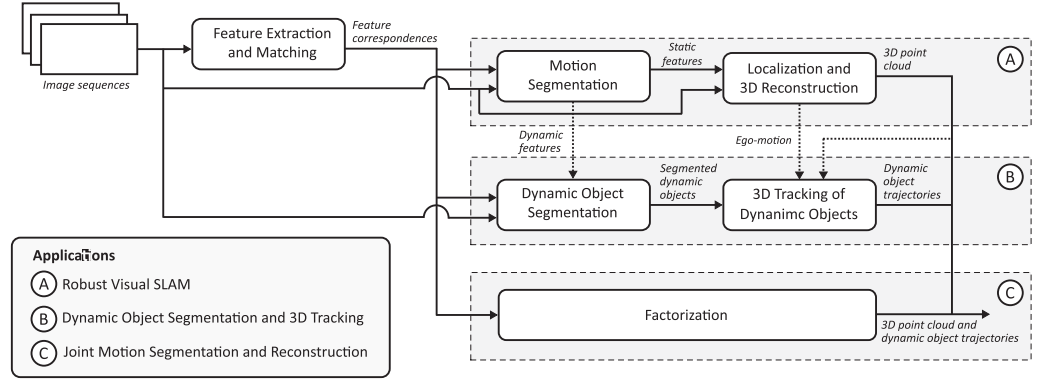 Image sequences
Feature Extraction
and Matching
Feature
correspondences
A
Motion
Segmentation
Static
features
Localization and
3D Reconstruction
3D point
cloud
Dynamic
features
Ego-motion
B
Dynamic Object
Segmentation
Segmented
dynamic
objects
3D Tracking of
Dynanimc Objects
Dynamic
object
trajectories
C
Factorization
3D point cloud and
dynamic object trajectories
Applications
A Robust Visual SLAM
B Dynamic Object Segmentation and 3D Tracking
C Joint Motion Segmentation and Reconstruction